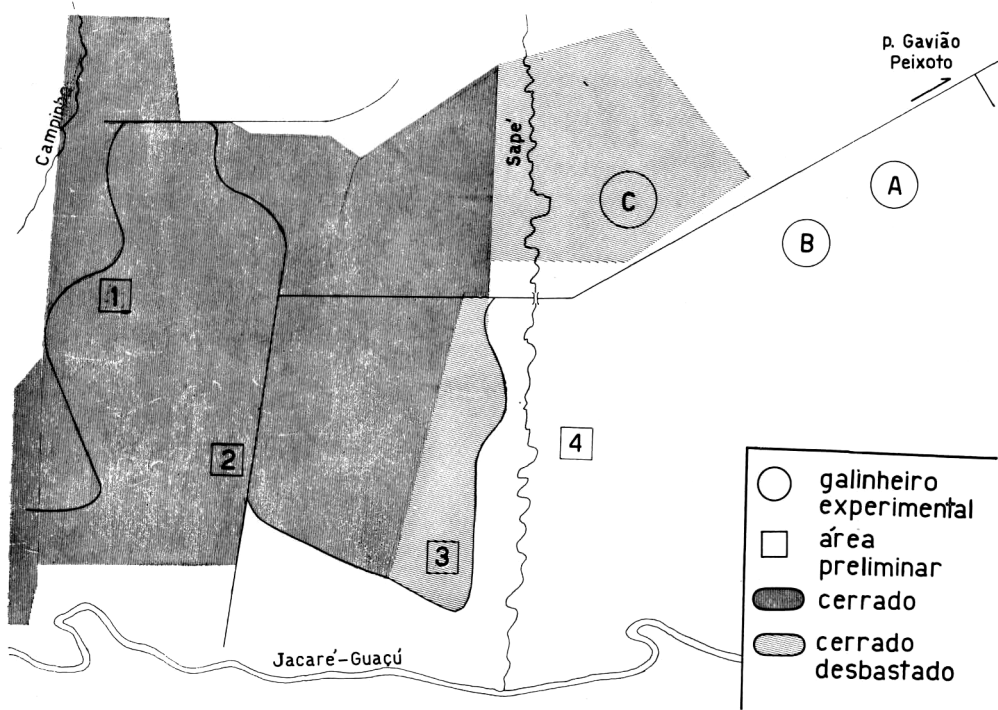 p. Gavião
Peixoto
Campinho
Sapé
A
C
B
1
2
4
3
Jacaré-Guaçú
galinheiro
experimental
área
preliminar
cerrado
cerrado
desbastado